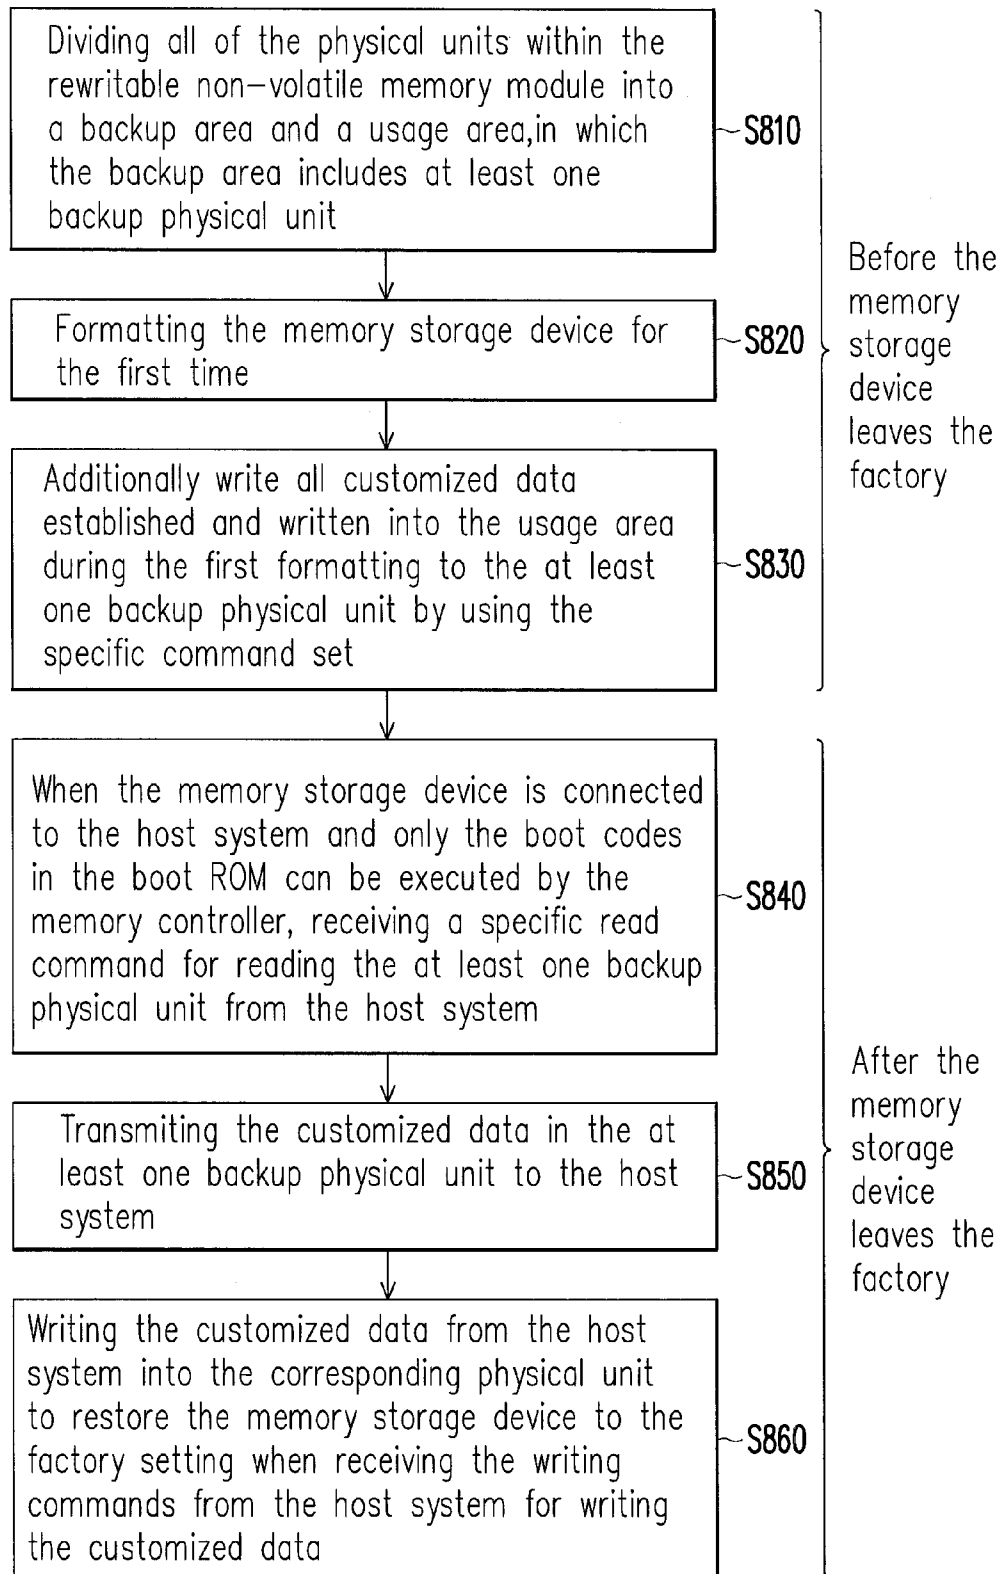 Dividing all of the physical units within the
rewritable non-volatile memory module into
a backup area and a usage area,in which
the backup area includes at least one
backup physical unit
S810
Formatting the memory storage device for
the first time
S820
Additionally write all customized data
established and written into the usage area
during the first formatting to the at least
one backup physical unit by using the
specific command set
S830
Before the
memory
storage
device
leaves the
factory
When the memory storage device is connected
to the host system and only the boot codes
in the boot ROM can be executed by the
memory controller, receiving a specific read
command for reading the at least one backup
physical unit from the host system
S840
Transmiting the customized data in the at
least one backup physical unit to the host
system
S850
Writing the customized data from the host
system into the corresponding physical unit
to restore the memory storage device to the
factory setting when receiving the writing
commands from the host system for writing
the customized data
S860
After the
memory
storage
device
leaves the
factory